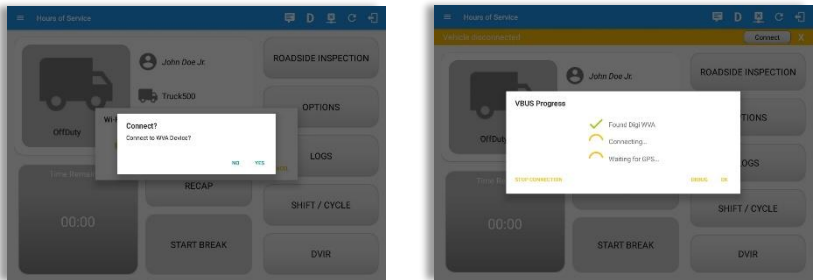 Hours of Service
D
John Doe Jr.
Truck500
OffDuty
ROADSIDE INSPECTION
OPTIONS
LOGS
SHIFT / CYCLE
DVIR
Connect?
Connect to WVA Device?
NO YES
RECAP
00:00
START BREAK
Hours of Service
D
Vehicle disconnected
Connect X
John Doe Jr.
ROADSIDE INSPECTION
VBUS Progress
Found Digi WVA
Connecting...
Waiting for GPS...
STOP CONNECTION
OK
OGS
SHIFT / CYCLE
00:00
START BREAK
DVIR